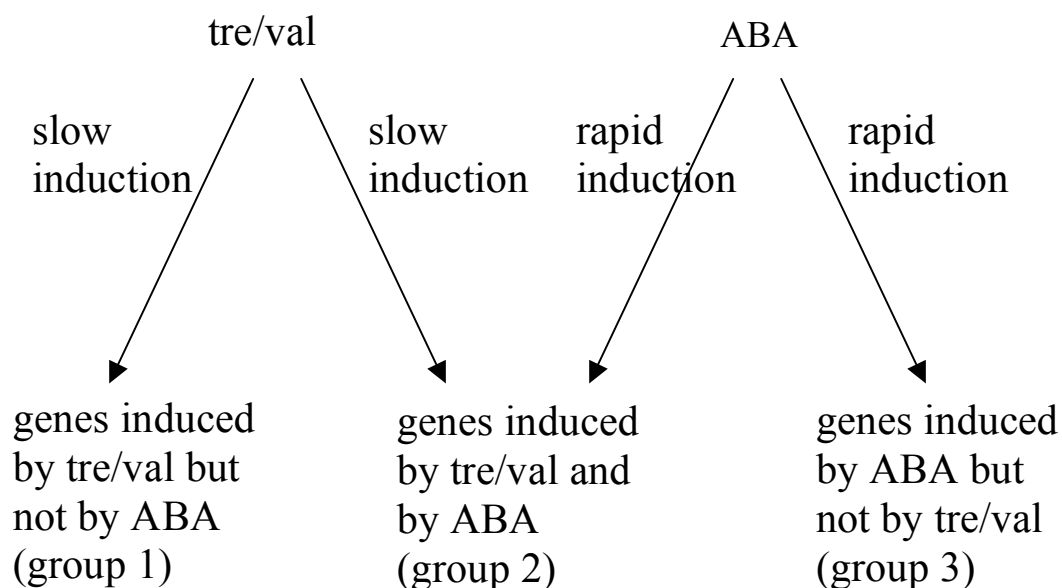 tre/val
ABA
slow
induction
slow
induction
rapid
induction
rapid
induction
genes induced
by tre/val but
not by ABA
(group 1)
genes induced
by tre/val and
by ABA
(group 2)
genes induced
by ABA but
not by tre/val
(group 3)